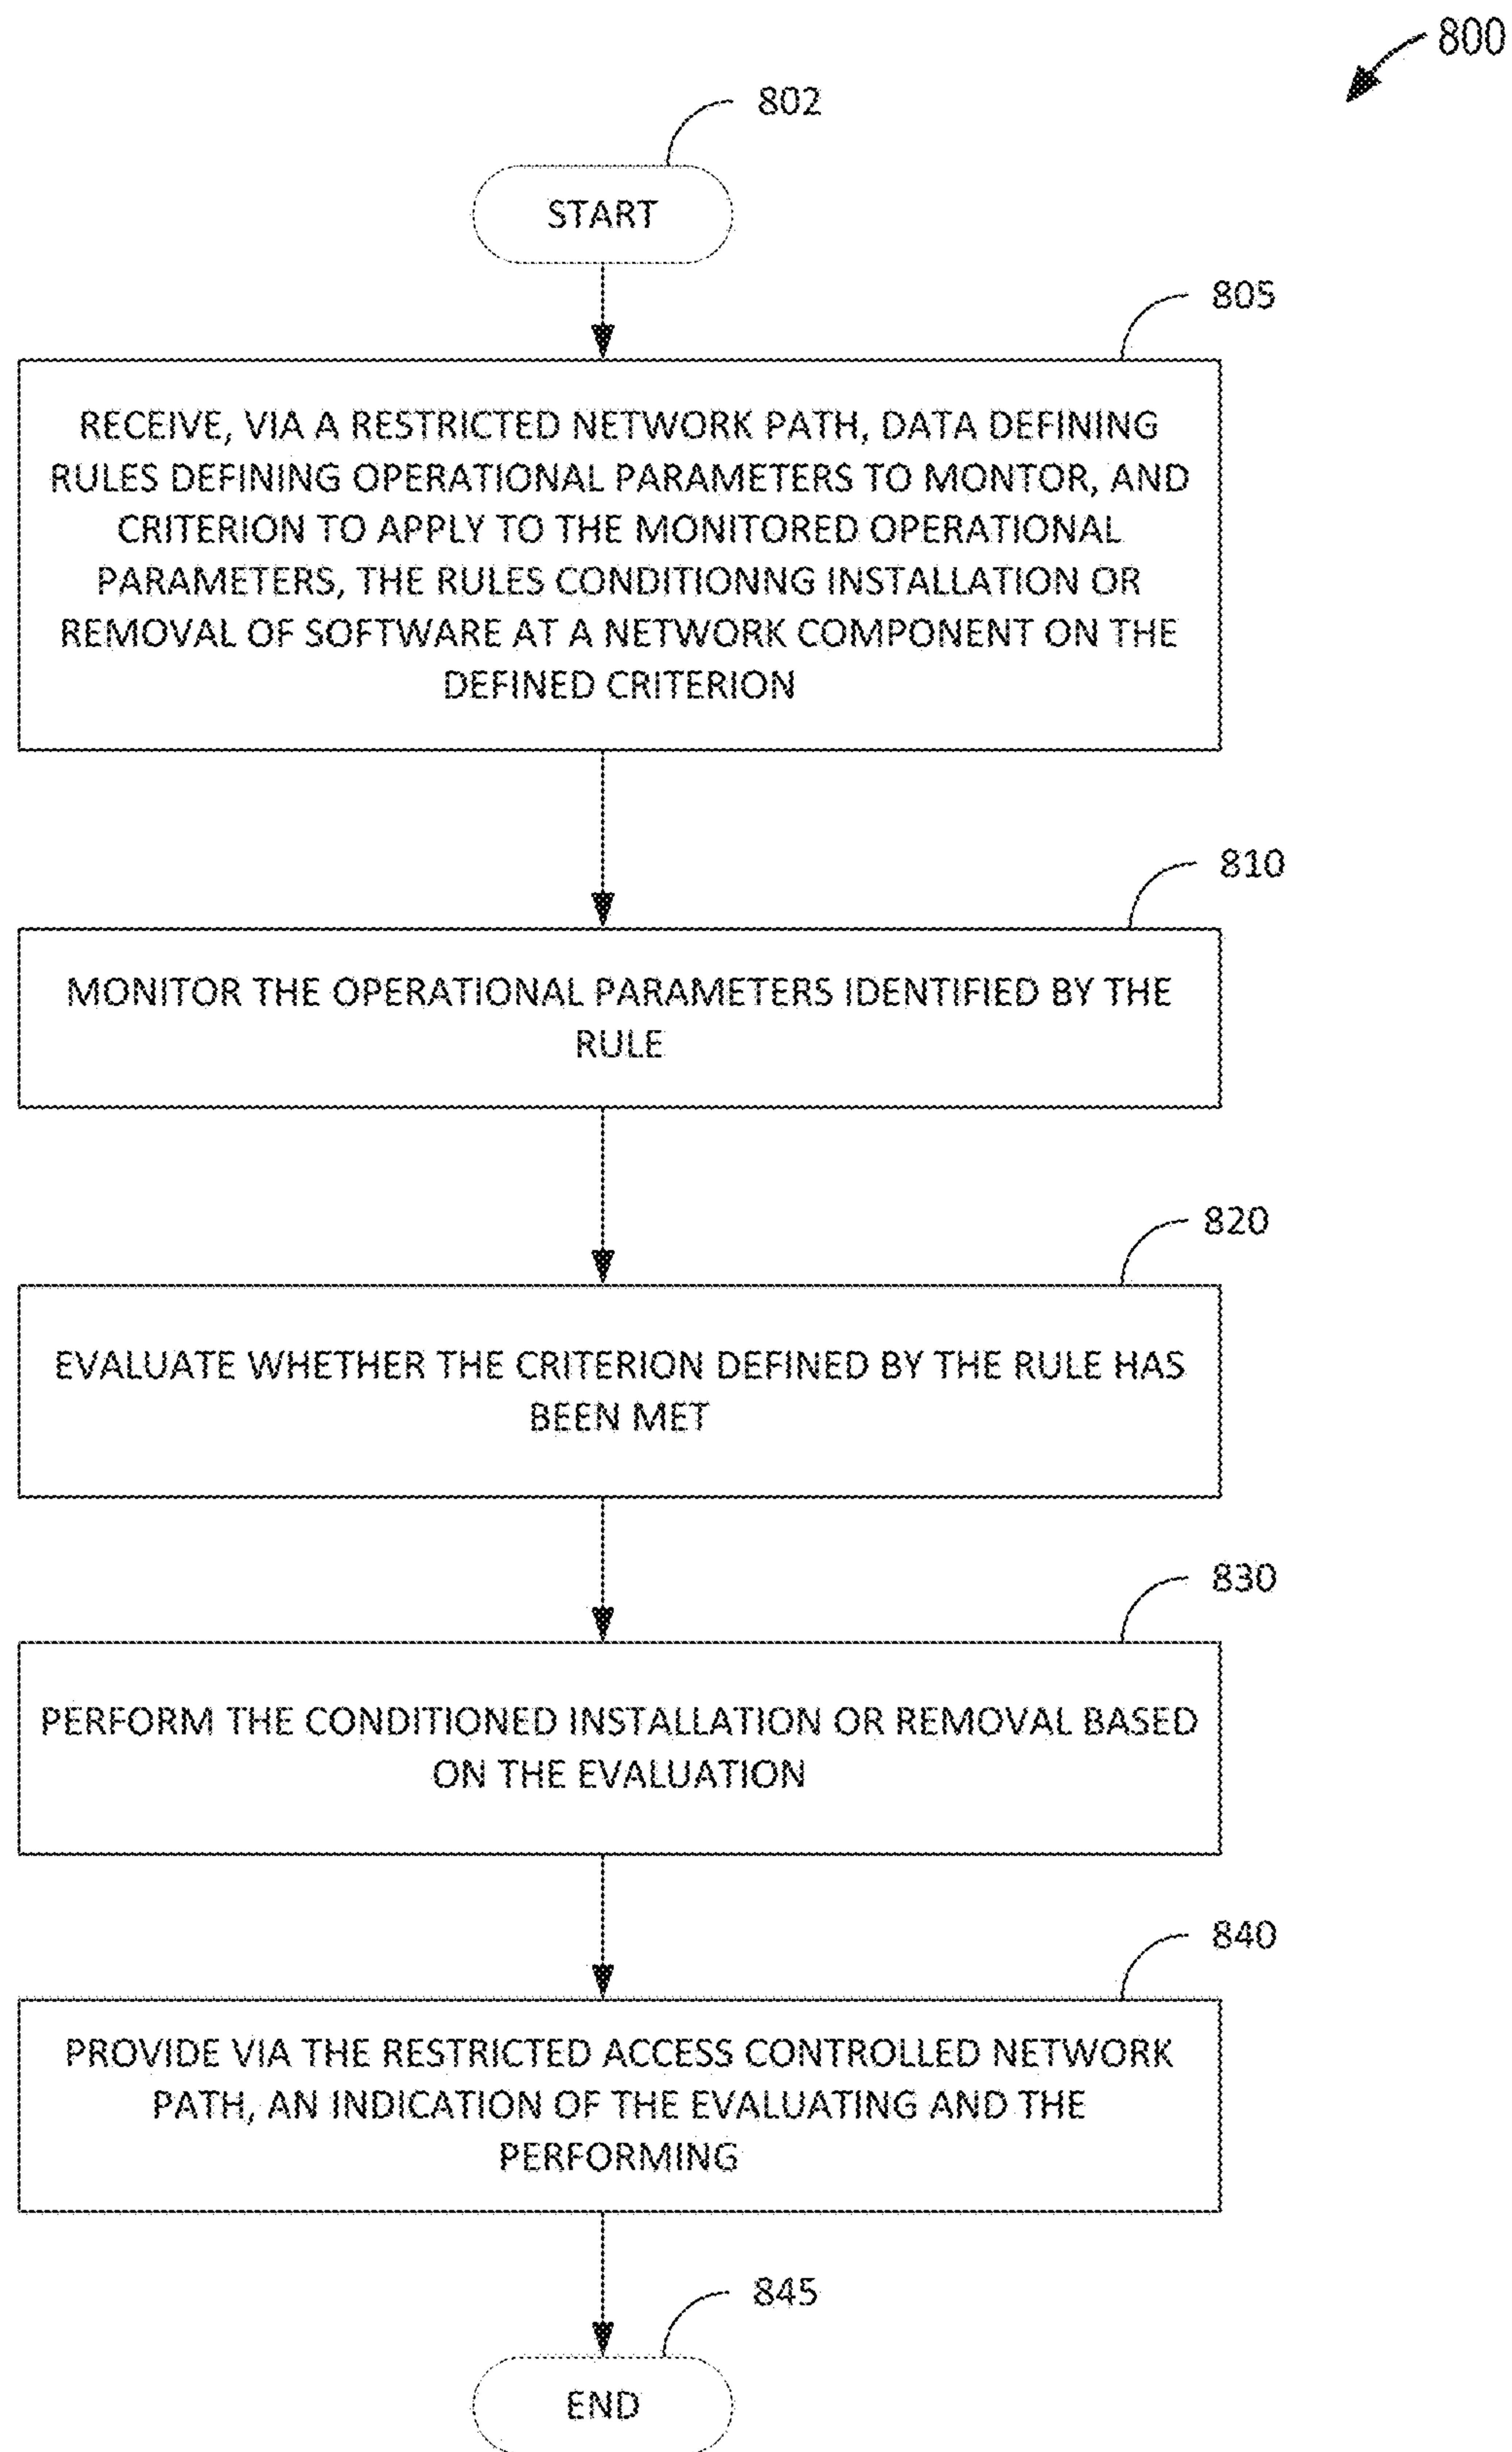 800
802
START
805
RECEIVE, VIA A RESTRICTED NETWORK PATH, DATA DEFINING
RULES DEFINING OPERATIONAL PARAMETERS TO MONTOR, AND
CRITERION TO APPLY TO THE MONITORED OPERATIONAL
PARAMETERS, THE RULES CONDITIONNG INSTALLATION OR
REMOVAL OF SOFTWARE AT A NETWORK COMPONENT ON THE
DEFINED CRITERION
810
MONITOR THE OPERATIONAL PARAMETERS IDENTIFIED BY THE
RULE
820
EVALUATE WHETHER THE CRITERION DEFINED BY THE RULE HAS
BEEN MET
830
PERFORM THE CONDITIONED INSTALLATION OR REMOVAL BASED
ON THE EVALUATION
840
PROVIDE VIA THE RESTRICTED ACCESS CONTROLLED NETWORK
PATH, AN INDICATION OF THE EVALUATING AND THE
PERFORMING
845
END